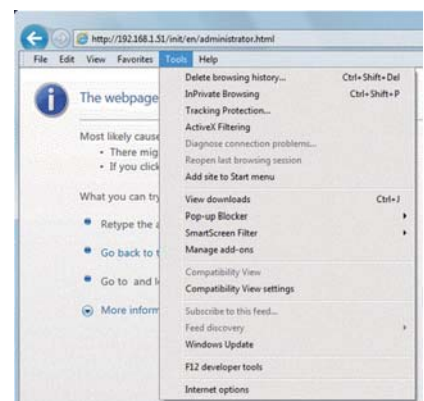 http://192.168.1.51/init/en/administrator.html
File Edit View Favorites Tools Help
Delete browsing history... Ctrl+Shift+Del
InPrivate Browsing Ctrl+Shift+P
Tracking Protection...
ActiveX Filtering
Diagnose connection problems...
Reopen last browsing session
Add site to Start menu
View downloads Ctrl+J
Pop-up Blocker
SmartScreen Filter
Manage add-ons
Compatibility View
Compatibility View settings
Subscribe to this feed...
Feed discovery
Windows Update
F12 developer tools
Internet options
The webpage
Most likely cause
• There mig
• If you click
What you can try
Retype the a
Go back to t
Go to and l
More inform